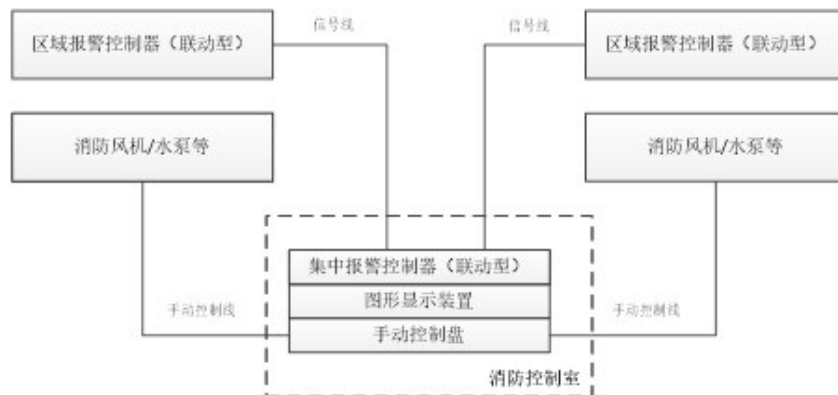 区域报警控制器（联动型）
信号线
信号线
区域报警控制器（联动型）
消防风机/水泵等
消防风机/水泵等
集中报警控制器（联动型）
图形显示装置
手动控制线
手动控制盘
手动控制线
消防控制室